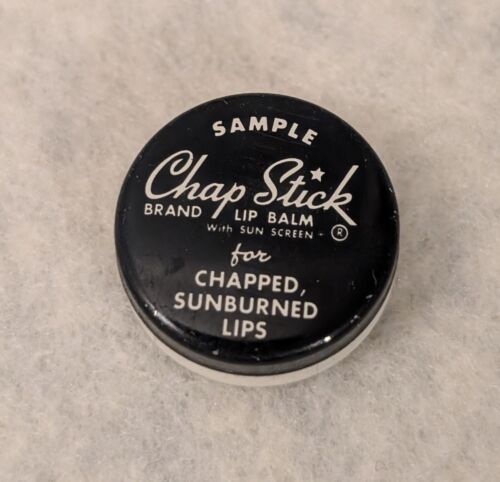 SAMPLE
Chap Stick
BRAND LIP BALM
With SUN SCREEN ®
for
CHAPPED,
SUNBURNED
LIPS